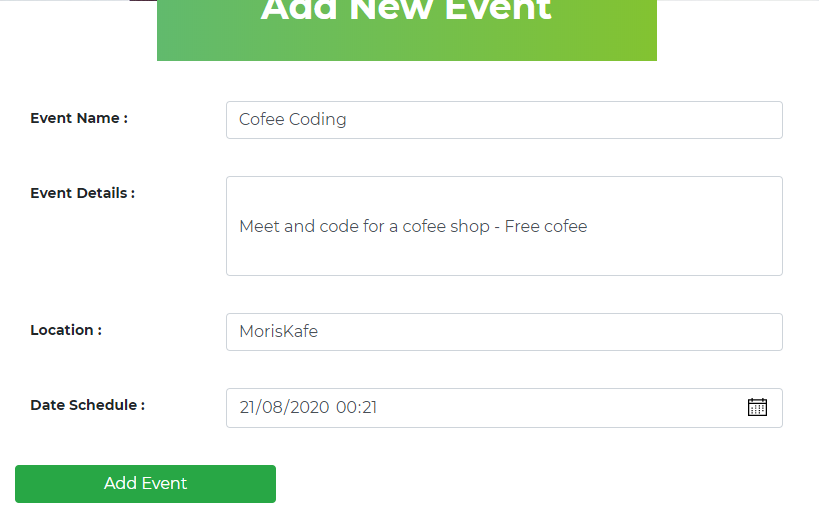 Add New Event
Event Name :
Cofee Coding
Event Details :
Meet and code for a cofee shop - Free cofee
Location :
MorisKafe
Date Schedule :
21/08/2020 00:21
Add Event